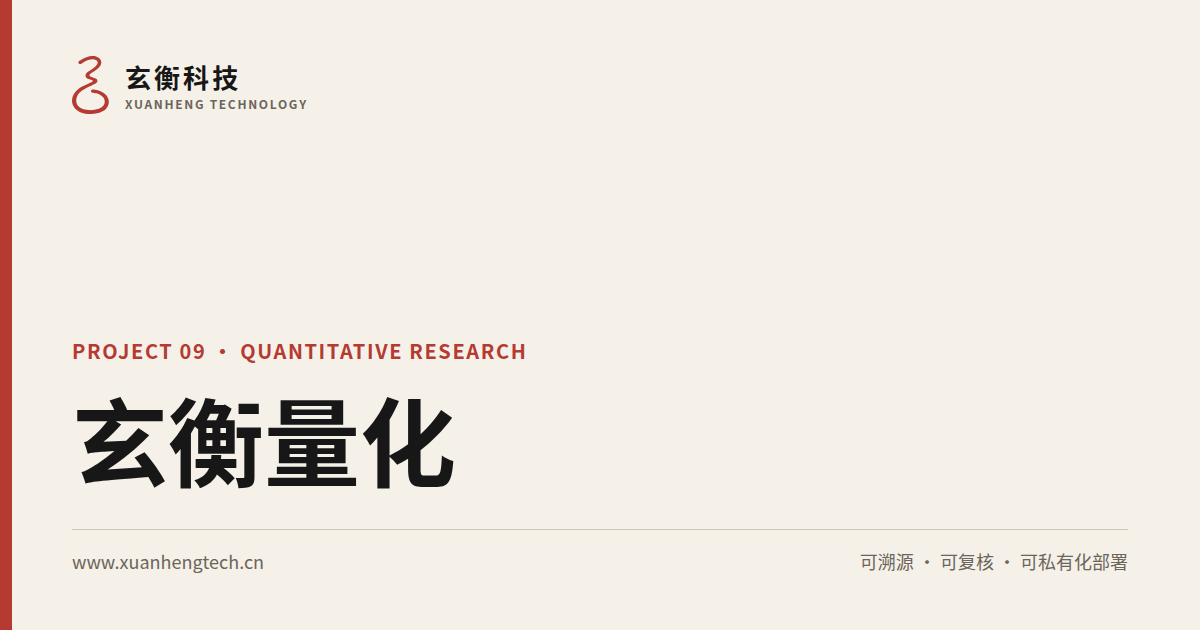 玄衡科技
XUANHENG TECHNOLOGY
PROJECT 09 • QUANTITATIVE RESEARCH
玄衡量化
www.xuanhengtech.cn
可溯源 · 可复核 · 可私有化部署